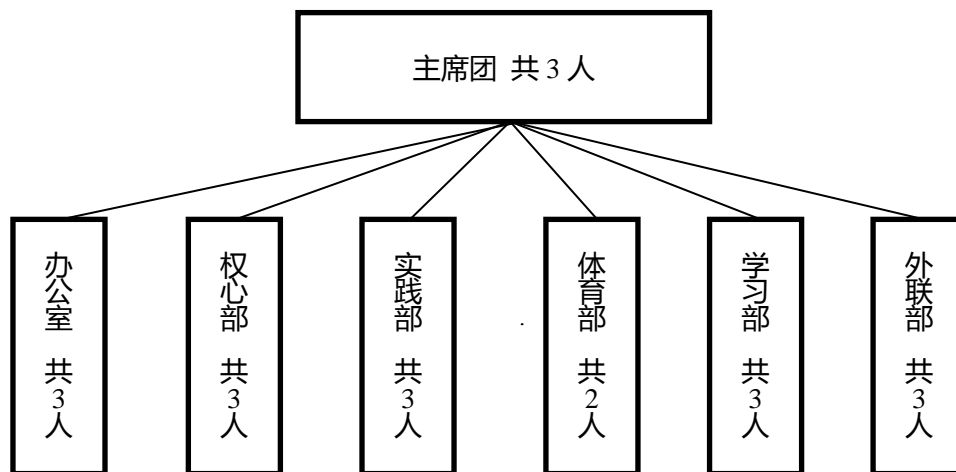 主席团 共 3 人
办公室 共 3 人
权心部 共 3 人
实践部 共 3 人
体育部 共 2 人
学习部 共 3 人
外联部 共 3 人